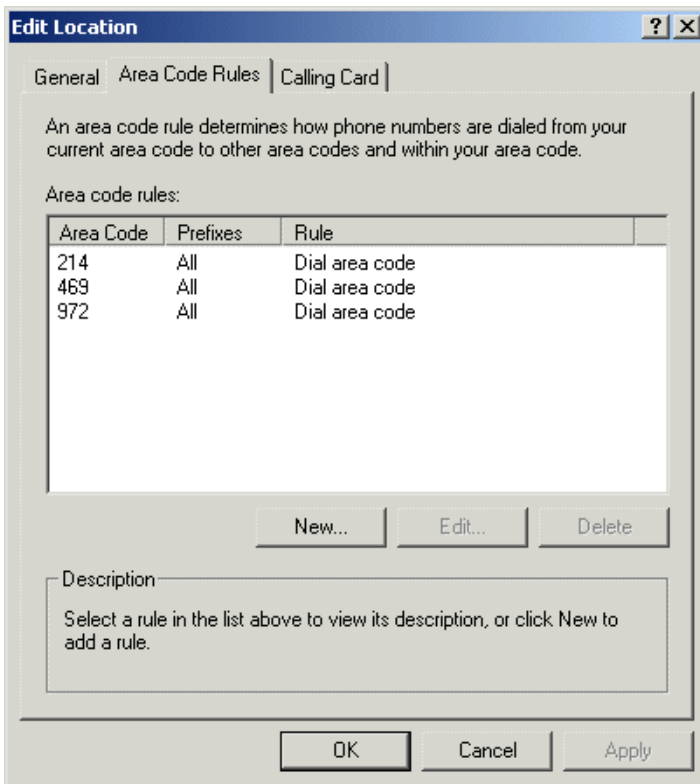 Edit Location
General Area Code Rules Calling Card
An area code rule determines how phone numbers are dialed from your
current area code to other area codes and within your area code.
Area code rules:
Area Code Prefixes Rule
214 All Dial area code
469 All Dial area code
972 All Dial area code
New... Edit... Delete
Description
Select a rule in the list above to view its description, or click New to
add a rule.
OK Cancel Apply